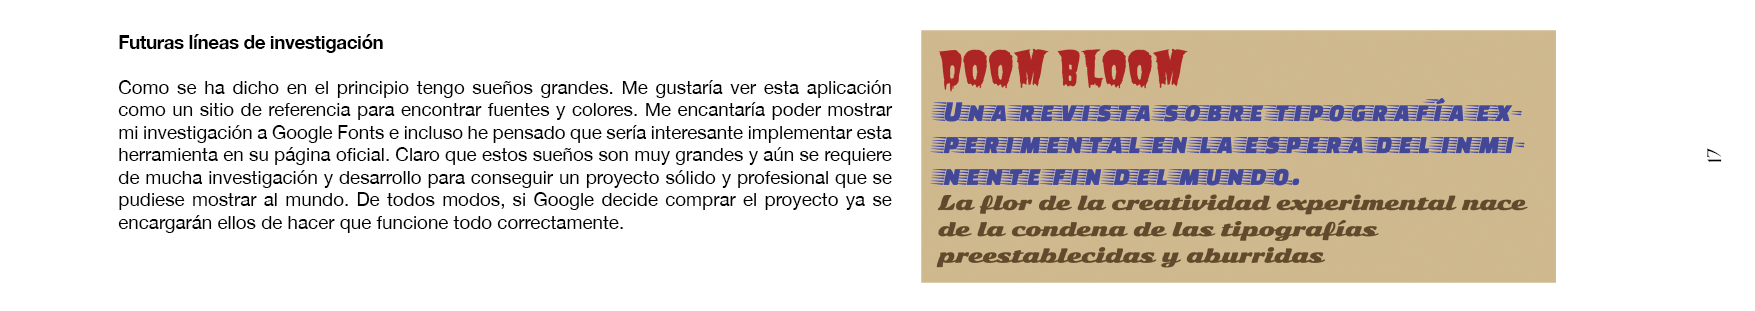 Futuras líneas de investigación
Como se ha dicho en el principio tengo sueños grandes. Me gustaría ver esta aplicación
como un sitio de referencia para encontrar fuentes y colores. Me encantaría poder mostrar
mi investigación a Google Fonts e incluso he pensado que sería interesante implementar esta
herramienta en su página oficial. Claro que estos sueños son muy grandes y aún se requiere
de mucha investigación y desarrollo para conseguir un proyecto sólido y profesional que se
pudiese mostrar al mundo. De todos modos, si Google decide comprar el proyecto ya se
encargarán ellos de hacer que funcione todo correctamente.
DOOM BLOOM
Una revista sobre tipografía ex-
perimental en la espera del inmi-
nente fin del mundo.
La flor de la creatividad experimental nace
de la condena de las tipografías
preestablecidas y aburridas
17